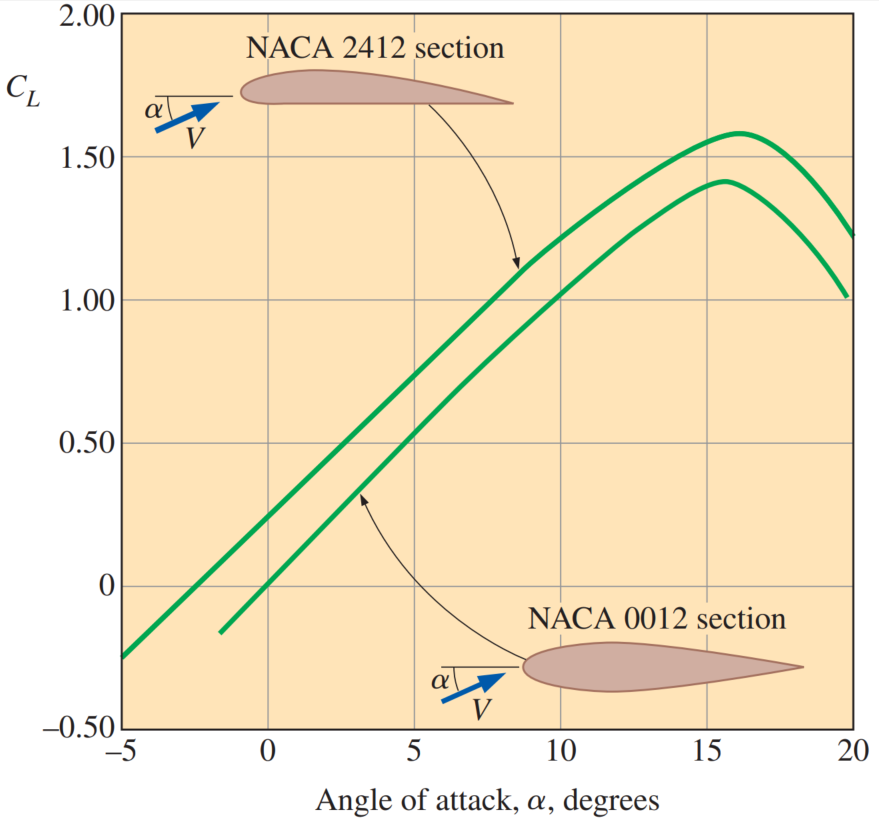 2.00
NACA 2412 section
C_L
α
V
1.50
1.00
0.50
0
NACA 0012 section
α
V
–0.50
–5 0 5 10 15 20
Angle of attack, α, degrees